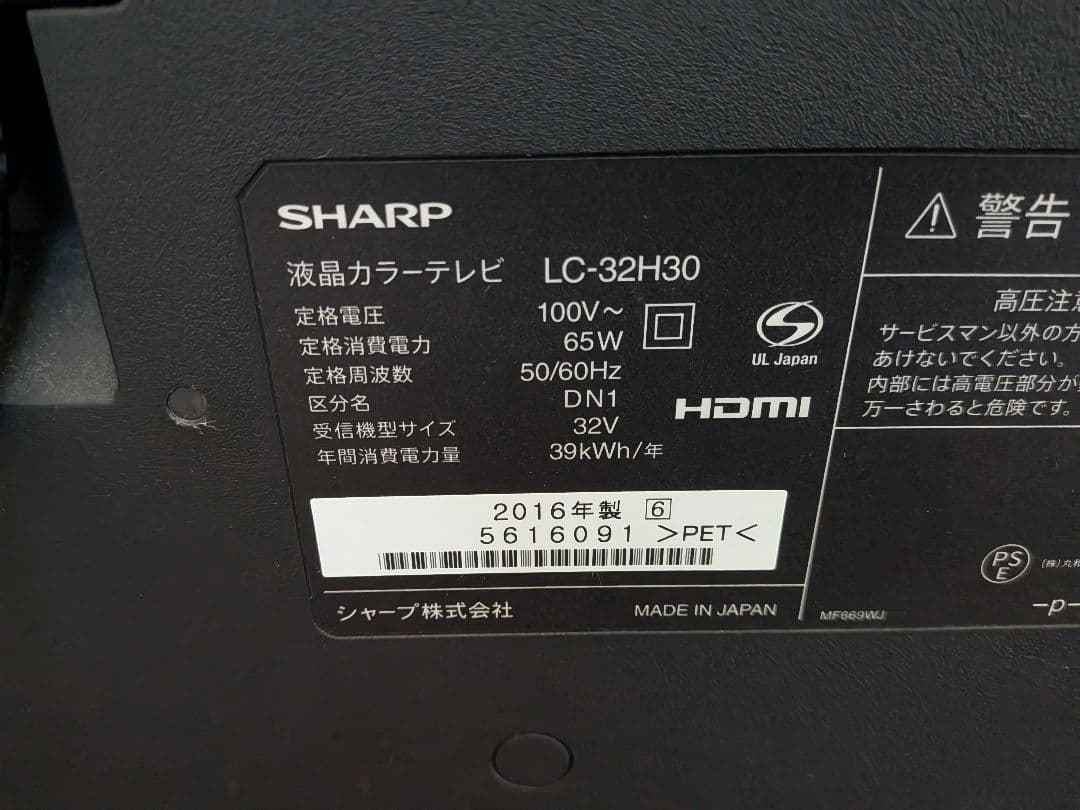 SHARP
液晶カラーテレビ LC-32H30
定格電圧 100V～
定格消費電力 65W
定格周波数 50/60Hz
区分名 DN1
受信機型サイズ 32V
年間消費電力量 39kWh/年
UL Japan
HDMI
2016年製 6
5616091 >PET<
シャープ株式会社 MADE IN JAPAN
警告
高圧注意
サービスマン以外の方
あけないでください。
内部には高電圧部分が
万一さわると危険です。
PS
E
(株)丸
-p-
MF669WJ